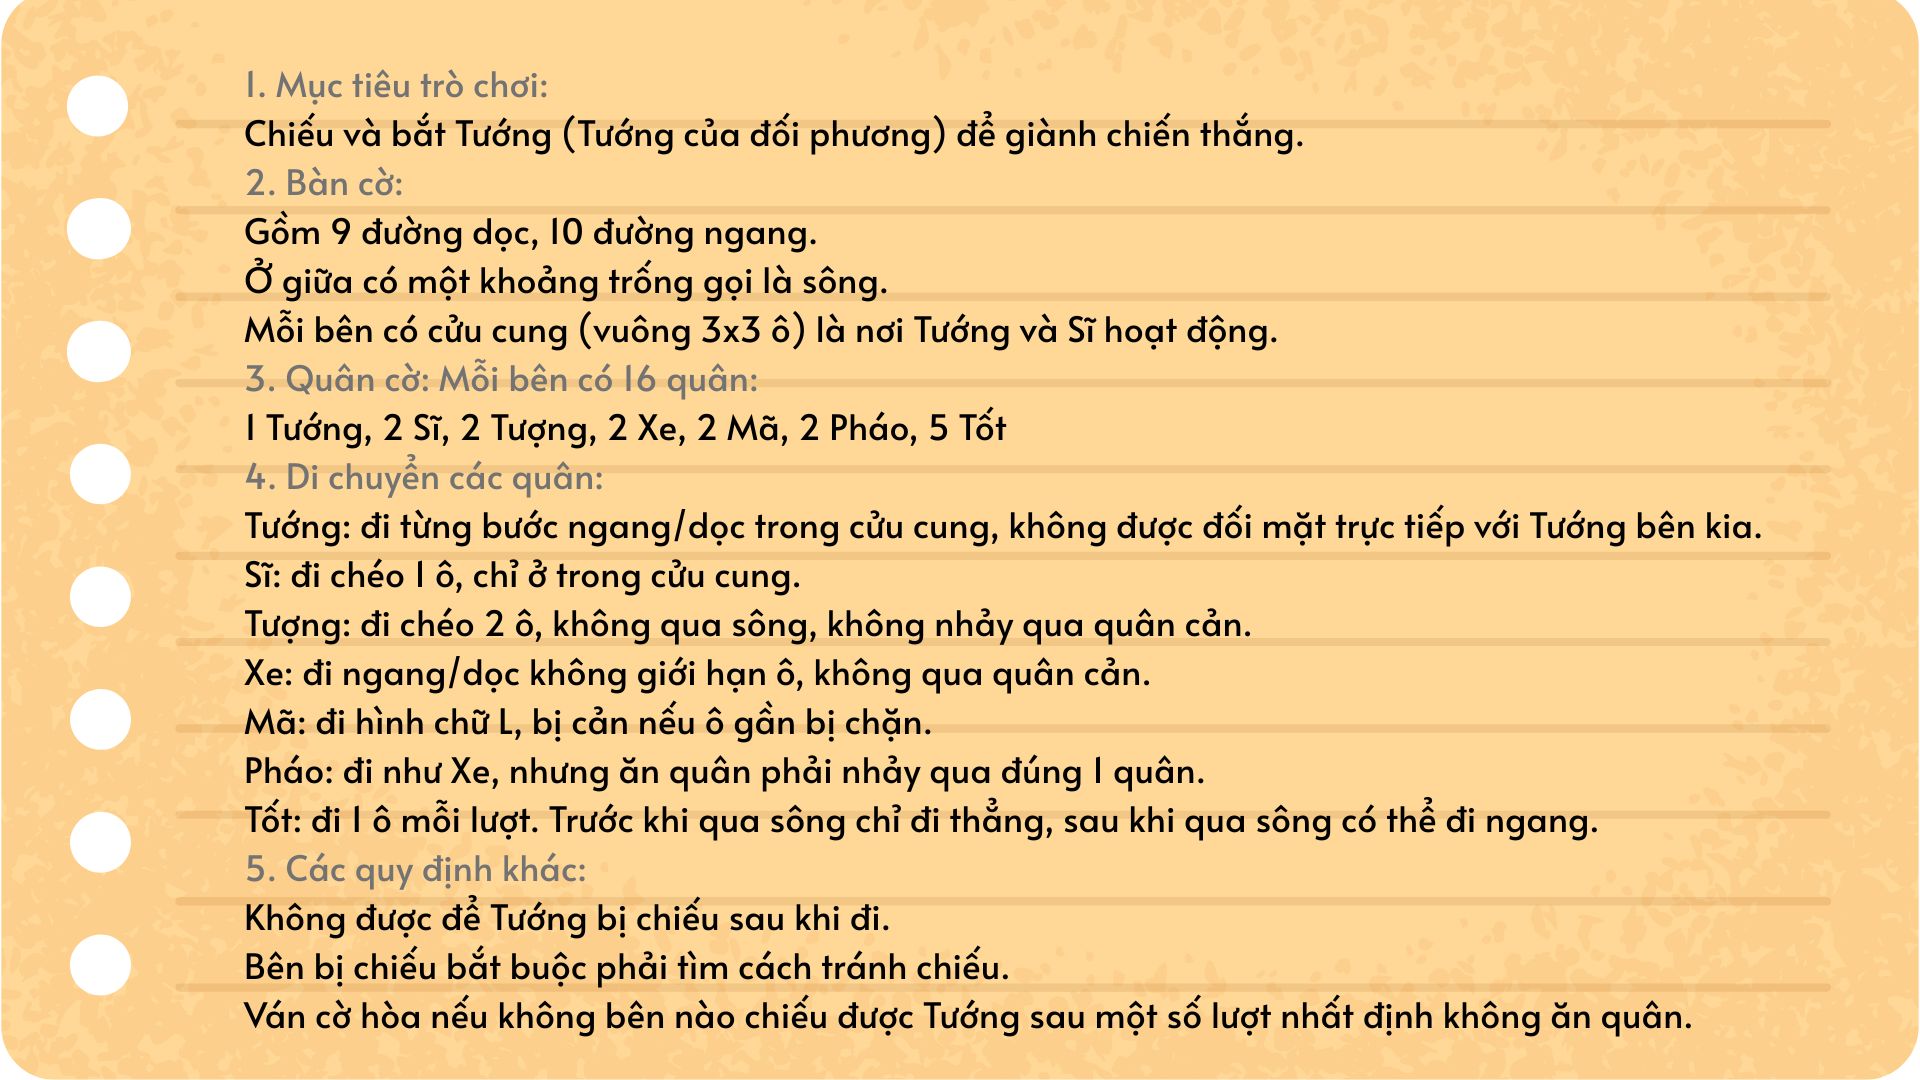 1. Mục tiêu trò chơi:
Chiếu và bắt Tướng (Tướng của đối phương) để giành chiến thắng.
2. Bàn cờ:
Gồm 9 đường dọc, 10 đường ngang.
Ở giữa có một khoảng trống gọi là sông.
Mỗi bên có cửu cung (vuông 3x3 ô) là nơi Tướng và Sĩ hoạt động.
3. Quân cờ: Mỗi bên có 16 quân:
1 Tướng, 2 Sĩ, 2 Tượng, 2 Xe, 2 Mã, 2 Pháo, 5 Tốt
4. Di chuyển các quân:
Tướng: đi từng bước ngang/dọc trong cửu cung, không được đối mặt trực tiếp với Tướng bên kia.
Sĩ: đi chéo 1 ô, chỉ ở trong cửu cung.
Tượng: đi chéo 2 ô, không qua sông, không nhảy qua quân cản.
Xe: đi ngang/dọc không giới hạn ô, không qua quân cản.
Mã: đi hình chữ L, bị cản nếu ô gần bị chặn.
Pháo: đi như Xe, nhưng ăn quân phải nhảy qua đúng 1 quân.
Tốt: đi 1 ô mỗi lượt. Trước khi qua sông chỉ đi thẳng, sau khi qua sông có thể đi ngang.
5. Các quy định khác:
Không được để Tướng bị chiếu sau khi đi.
Bên bị chiếu bắt buộc phải tìm cách tránh chiếu.
Ván cờ hòa nếu không bên nào chiếu được Tướng sau một số lượt nhất định không ăn quân.